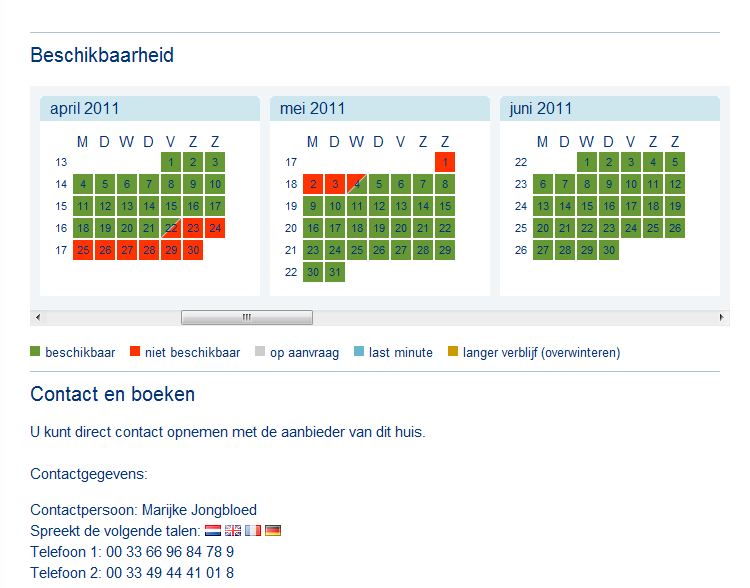 Beschikbaarheid
april 2011
M D W D V Z Z
13 1 2 3
14 4 5 6 7 8 9 10
15 11 12 13 14 15 16 17
16 18 19 20 21 22 23 24
17 25 26 27 28 29 30
mei 2011
M D W D V Z Z
17 1
18 2 3 4 5 6 7 8
19 9 10 11 12 13 14 15
20 16 17 18 19 20 21 22
21 23 24 25 26 27 28 29
22 30 31
juni 2011
M D W D V Z Z
22 1 2 3 4 5
23 6 7 8 9 10 11 12
24 13 14 15 16 17 18 19
25 20 21 22 23 24 25 26
26 27 28 29 30
beschikbaar niet beschikbaar op aanvraag last minute langer verblijf (overwinteren)
Contact en boeken
U kunt direct contact opnemen met de aanbieder van dit huis.
Contactgegevens:
Contactpersoon: Marijke Jongbloed
Spreekt de volgende talen:
Telefoon 1: 00 33 66 96 84 78 9
Telefoon 2: 00 33 49 44 41 01 8